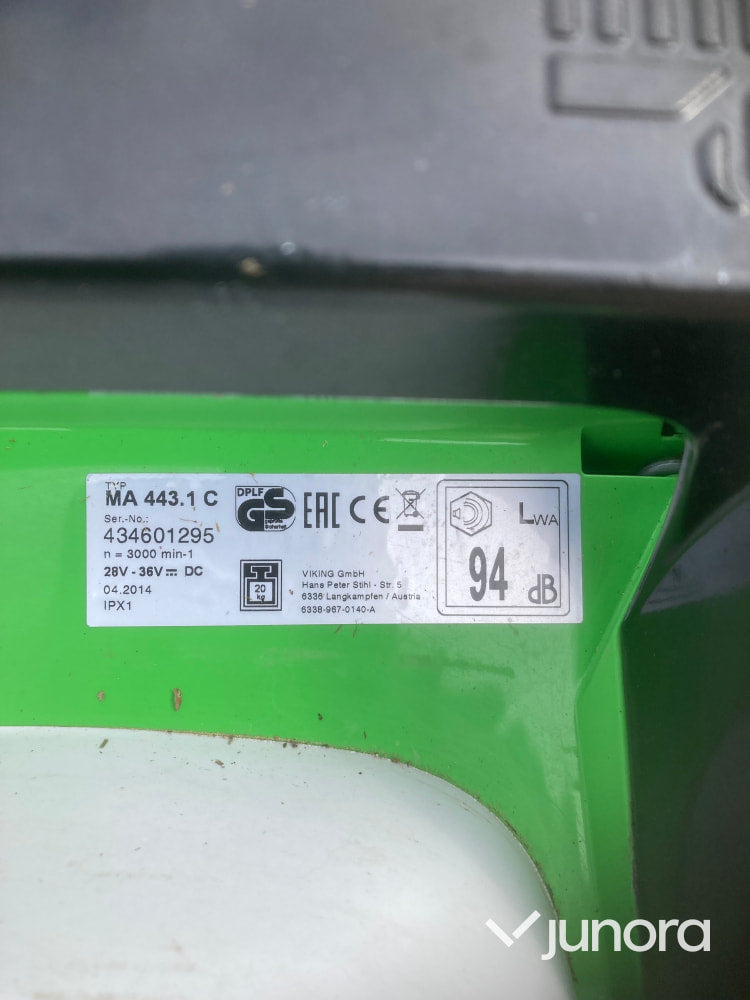 TYP
MA 443.1 C
Ser.-No.:
434601295
n = 3000 min-1
28V - 36V ⎓ DC
04.2014
IPX1
DPLF
GS
geprüfte
Sicherheit
EAC CE
20
kg
VIKING GmbH
Hans Peter Stihl - Str. 5
6336 Langkampfen / Austria
6338-967-0140-A
LWA
94 dB
junora